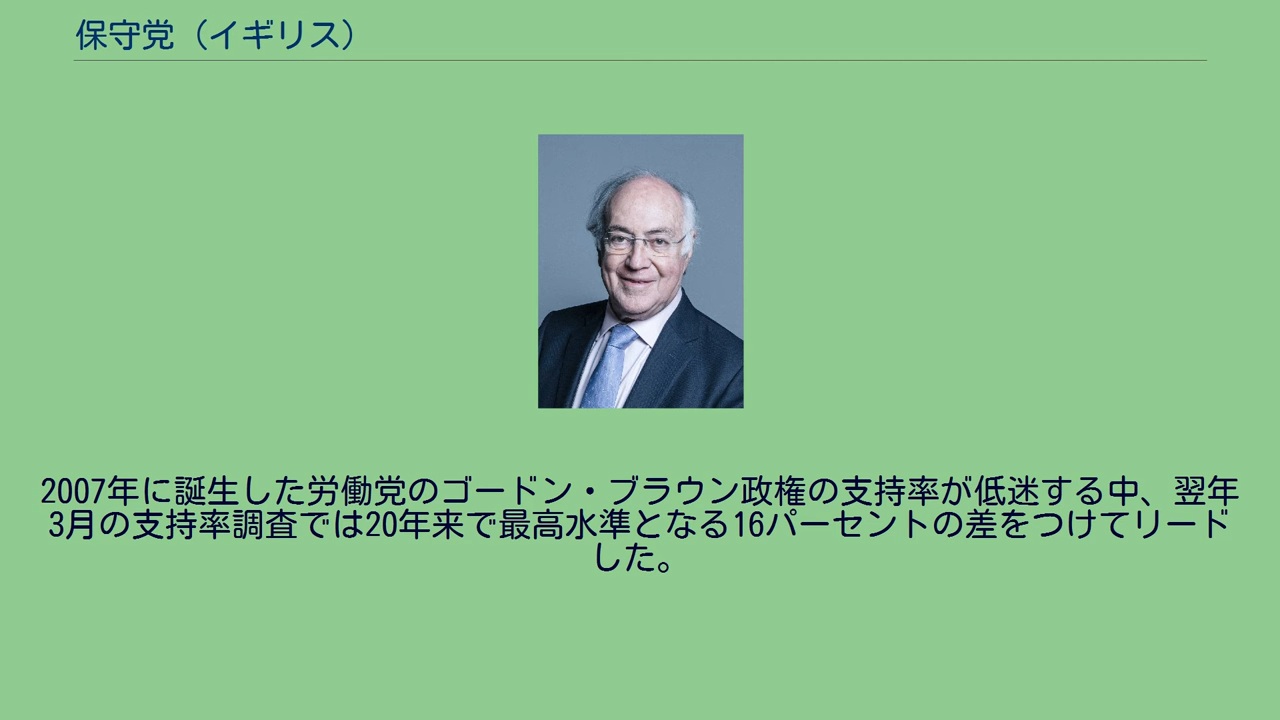 保守党（イギリス）
2007年に誕生した労働党のゴードン・ブラウン政権の支持率が低迷する中、翌年
3月の支持率調査では20年来で最高水準となる16パーセントの差をつけてリード
した。